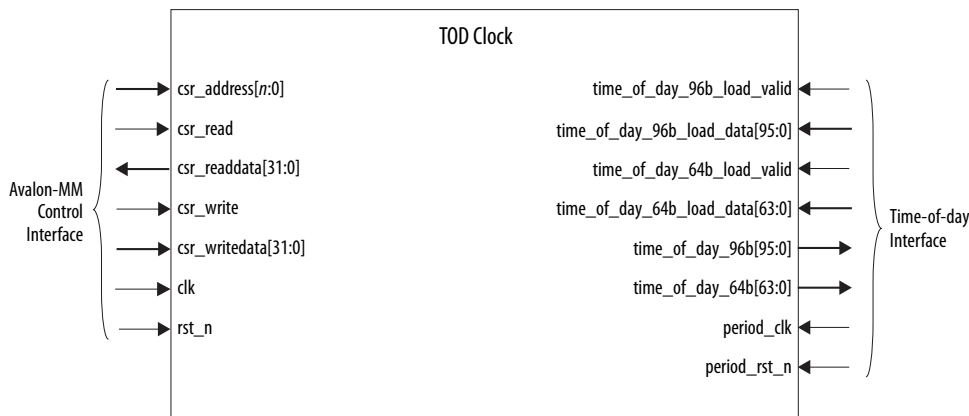 TOD Clock
Avalon-MM
Control
Interface
csr_address[n:0]
csr_read
csr_readdata[31:0]
csr_write
csr_writedata[31:0]
clk
rst_n
time_of_day_96b_load_valid
time_of_day_96b_load_data[95:0]
time_of_day_64b_load_valid
time_of_day_64b_load_data[63:0]
time_of_day_96b[95:0]
time_of_day_64b[63:0]
period_clk
period_rst_n
Time-of-day
Interface